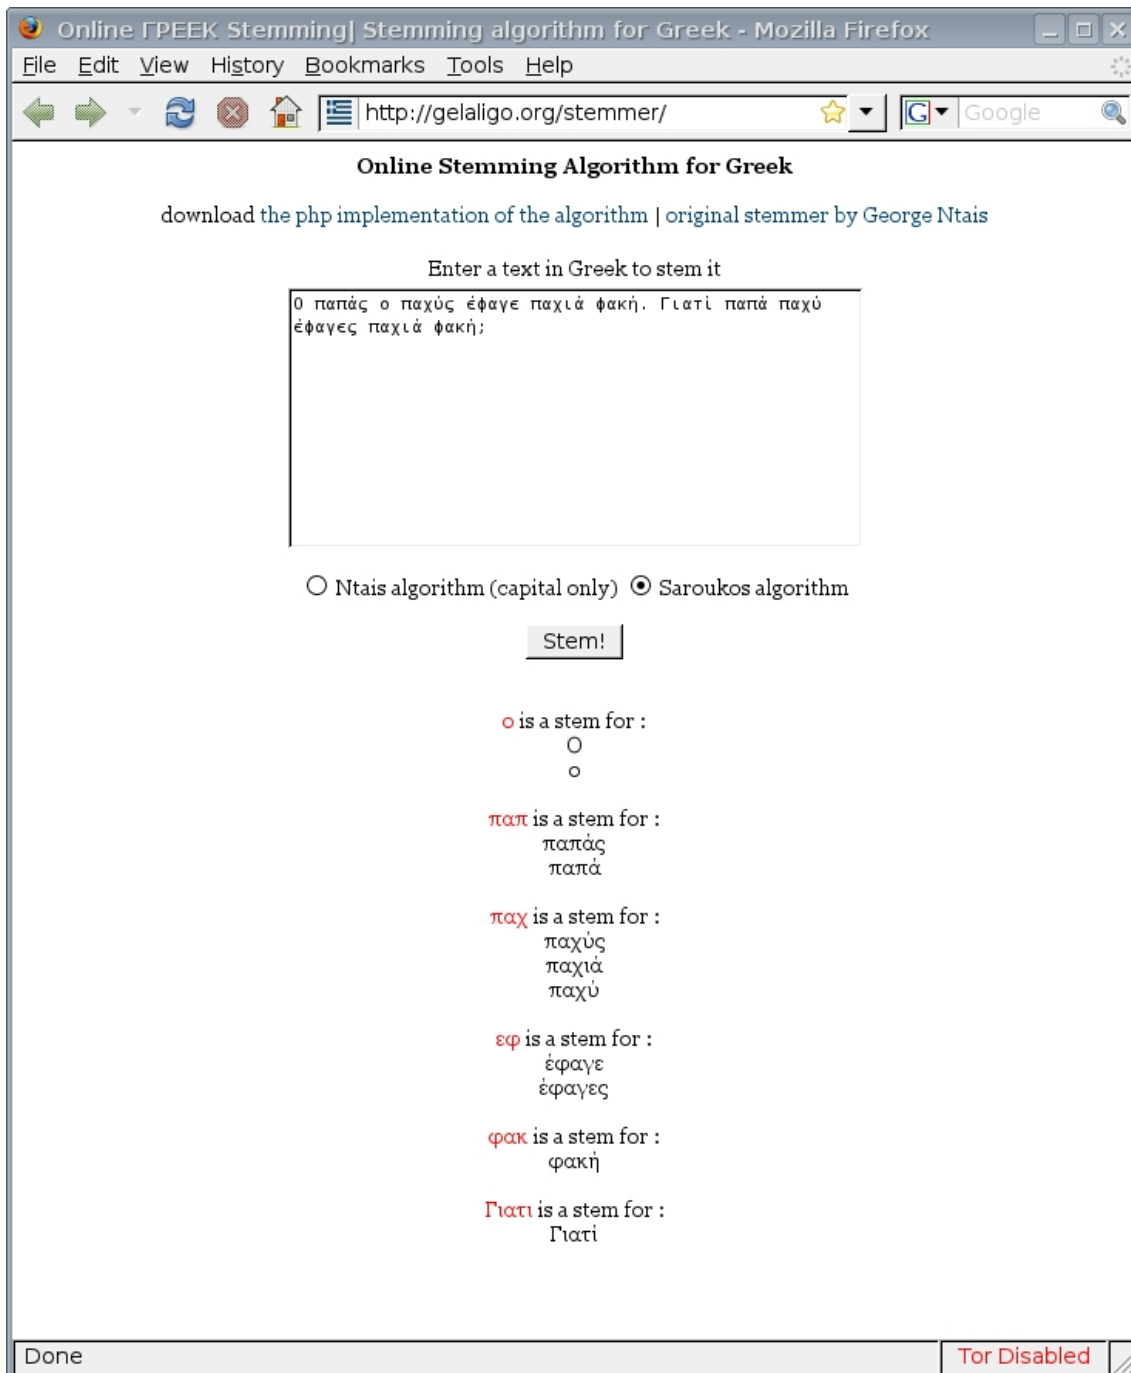 Online ΓΡΕΕΚ Stemming| Stemming algorithm for Greek - Mozilla Firefox
File Edit View History Bookmarks Tools Help
http://gelaligo.org/stemmer/ G Google
Online Stemming Algorithm for Greek
download the php implementation of the algorithm | original stemmer by George Ntais
Enter a text in Greek to stem it
Ο παπάς ο παχύς έφαγε παχιά φακή. Γιατί παπά παχύ
έφαγες παχιά φακή;
Ntais algorithm (capital only) Saroukos algorithm
Stem!
ο is a stem for :
Ο
ο
παπ is a stem for :
παπάς
παπά
παχ is a stem for :
παχύς
παχιά
παχύ
εφ is a stem for :
έφαγε
έφαγες
φακ is a stem for :
φακή
Γιατι is a stem for :
Γιατί
Done Tor Disabled